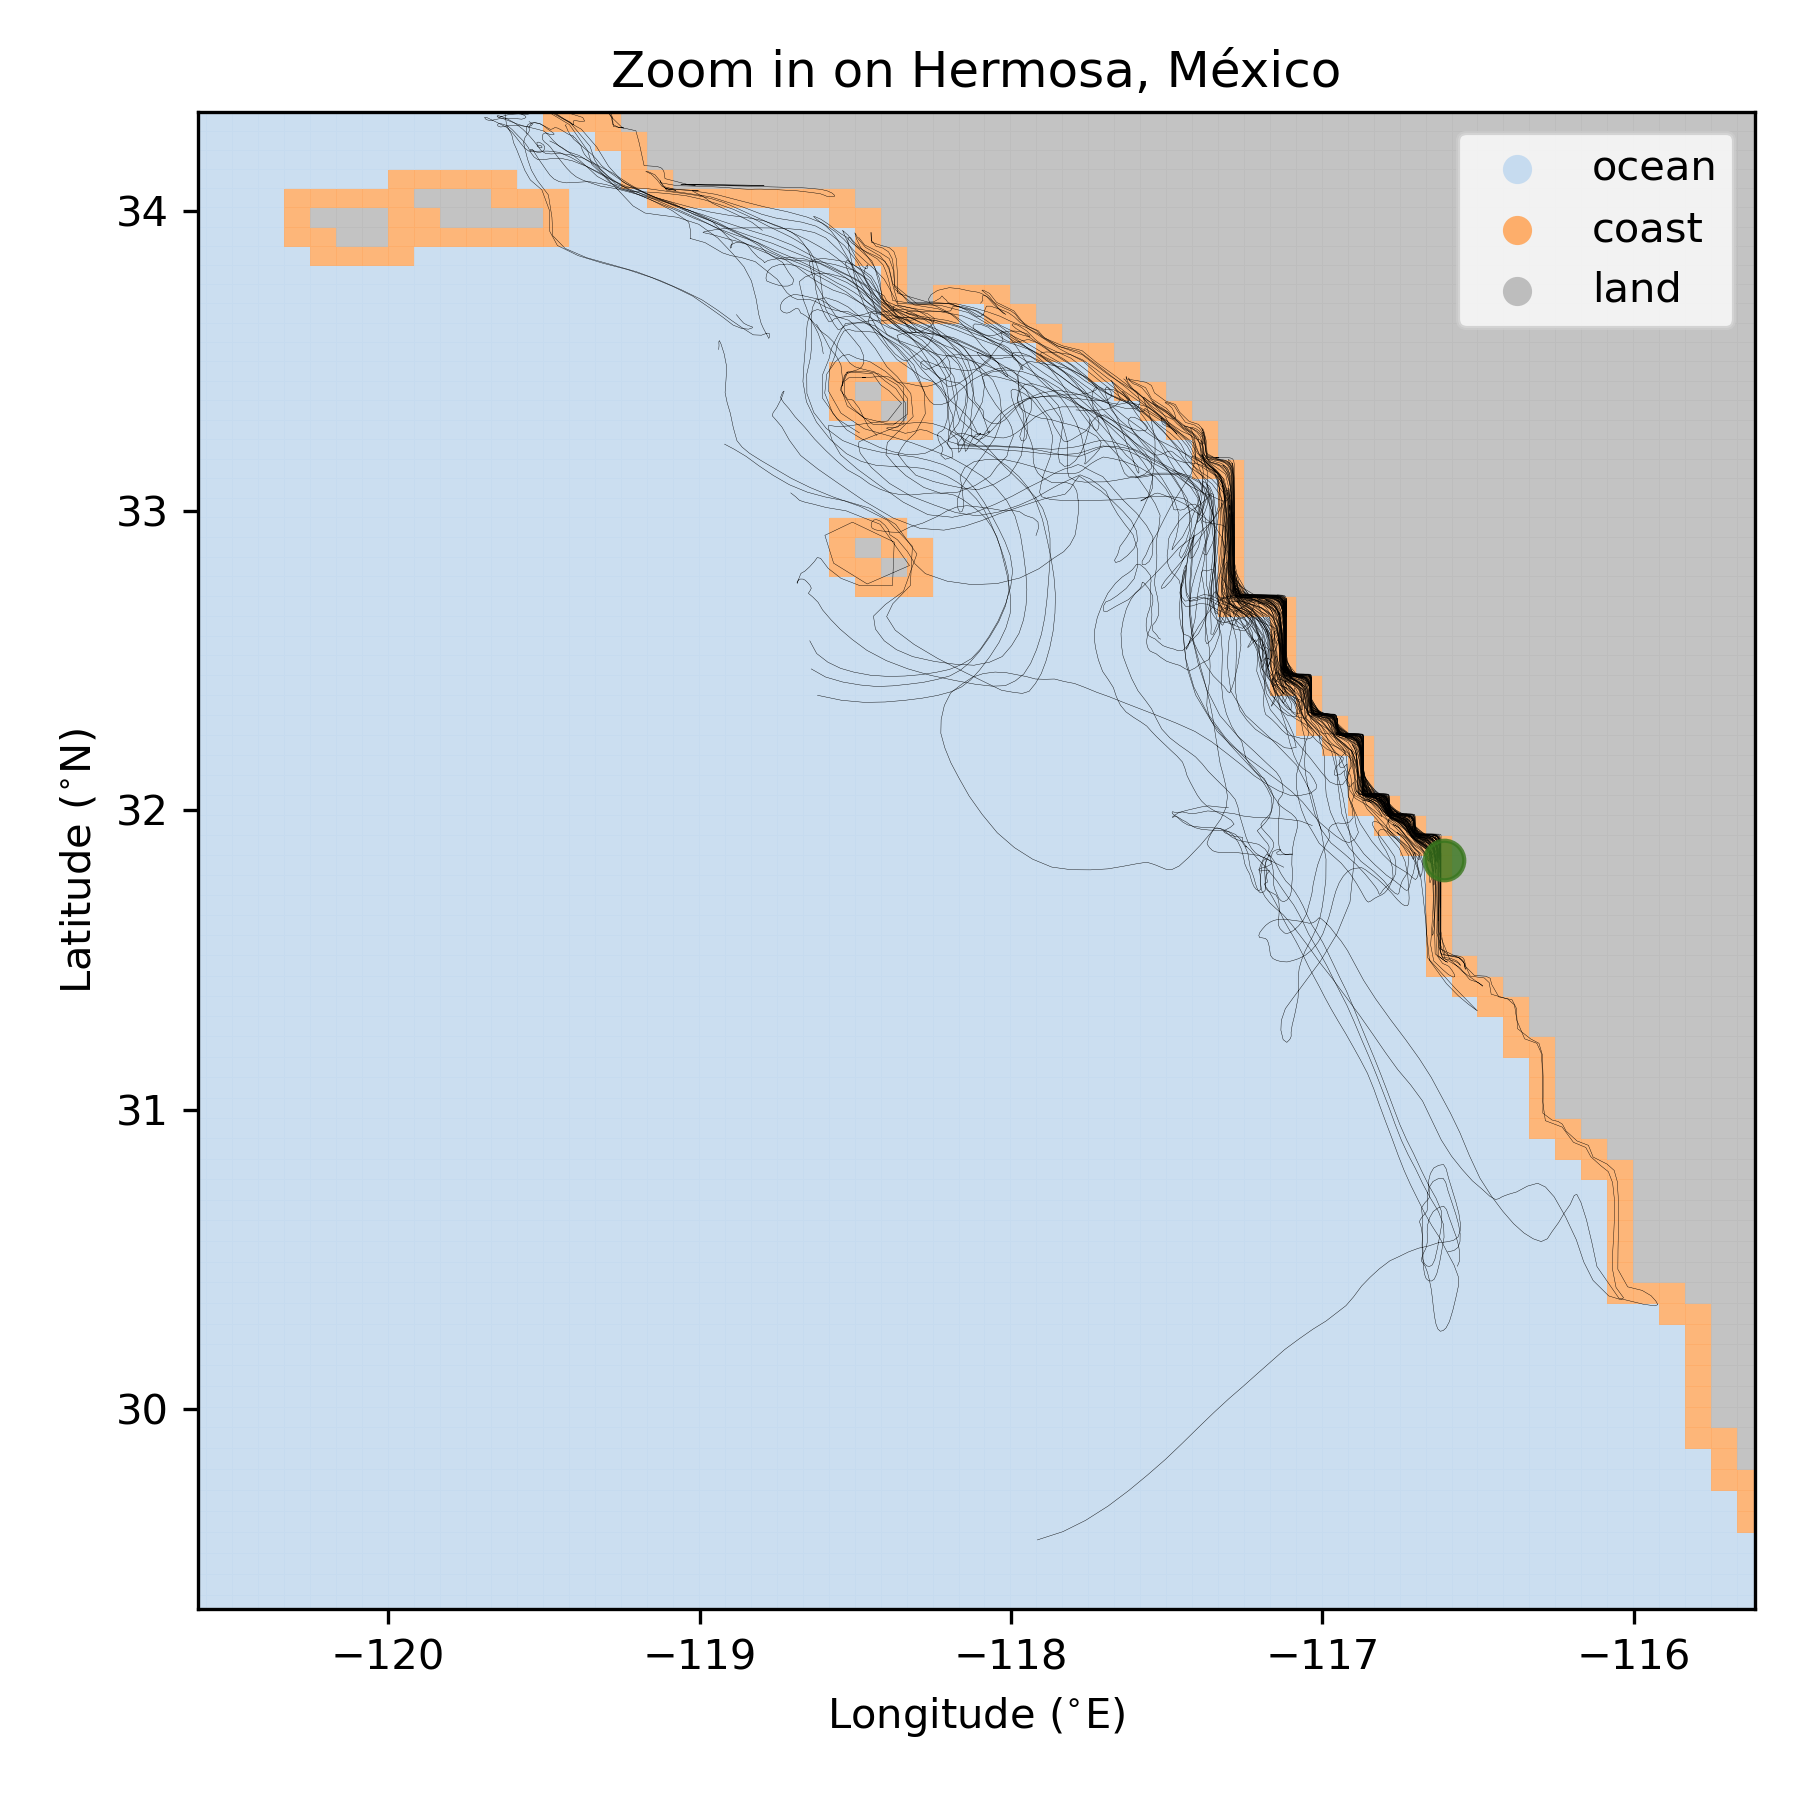 Zoom in on Hermosa, México
ocean
coast
land
34
33
32
31
30
Latitude (°N)
−120
−119
−118
−117
−116
Longitude (°E)